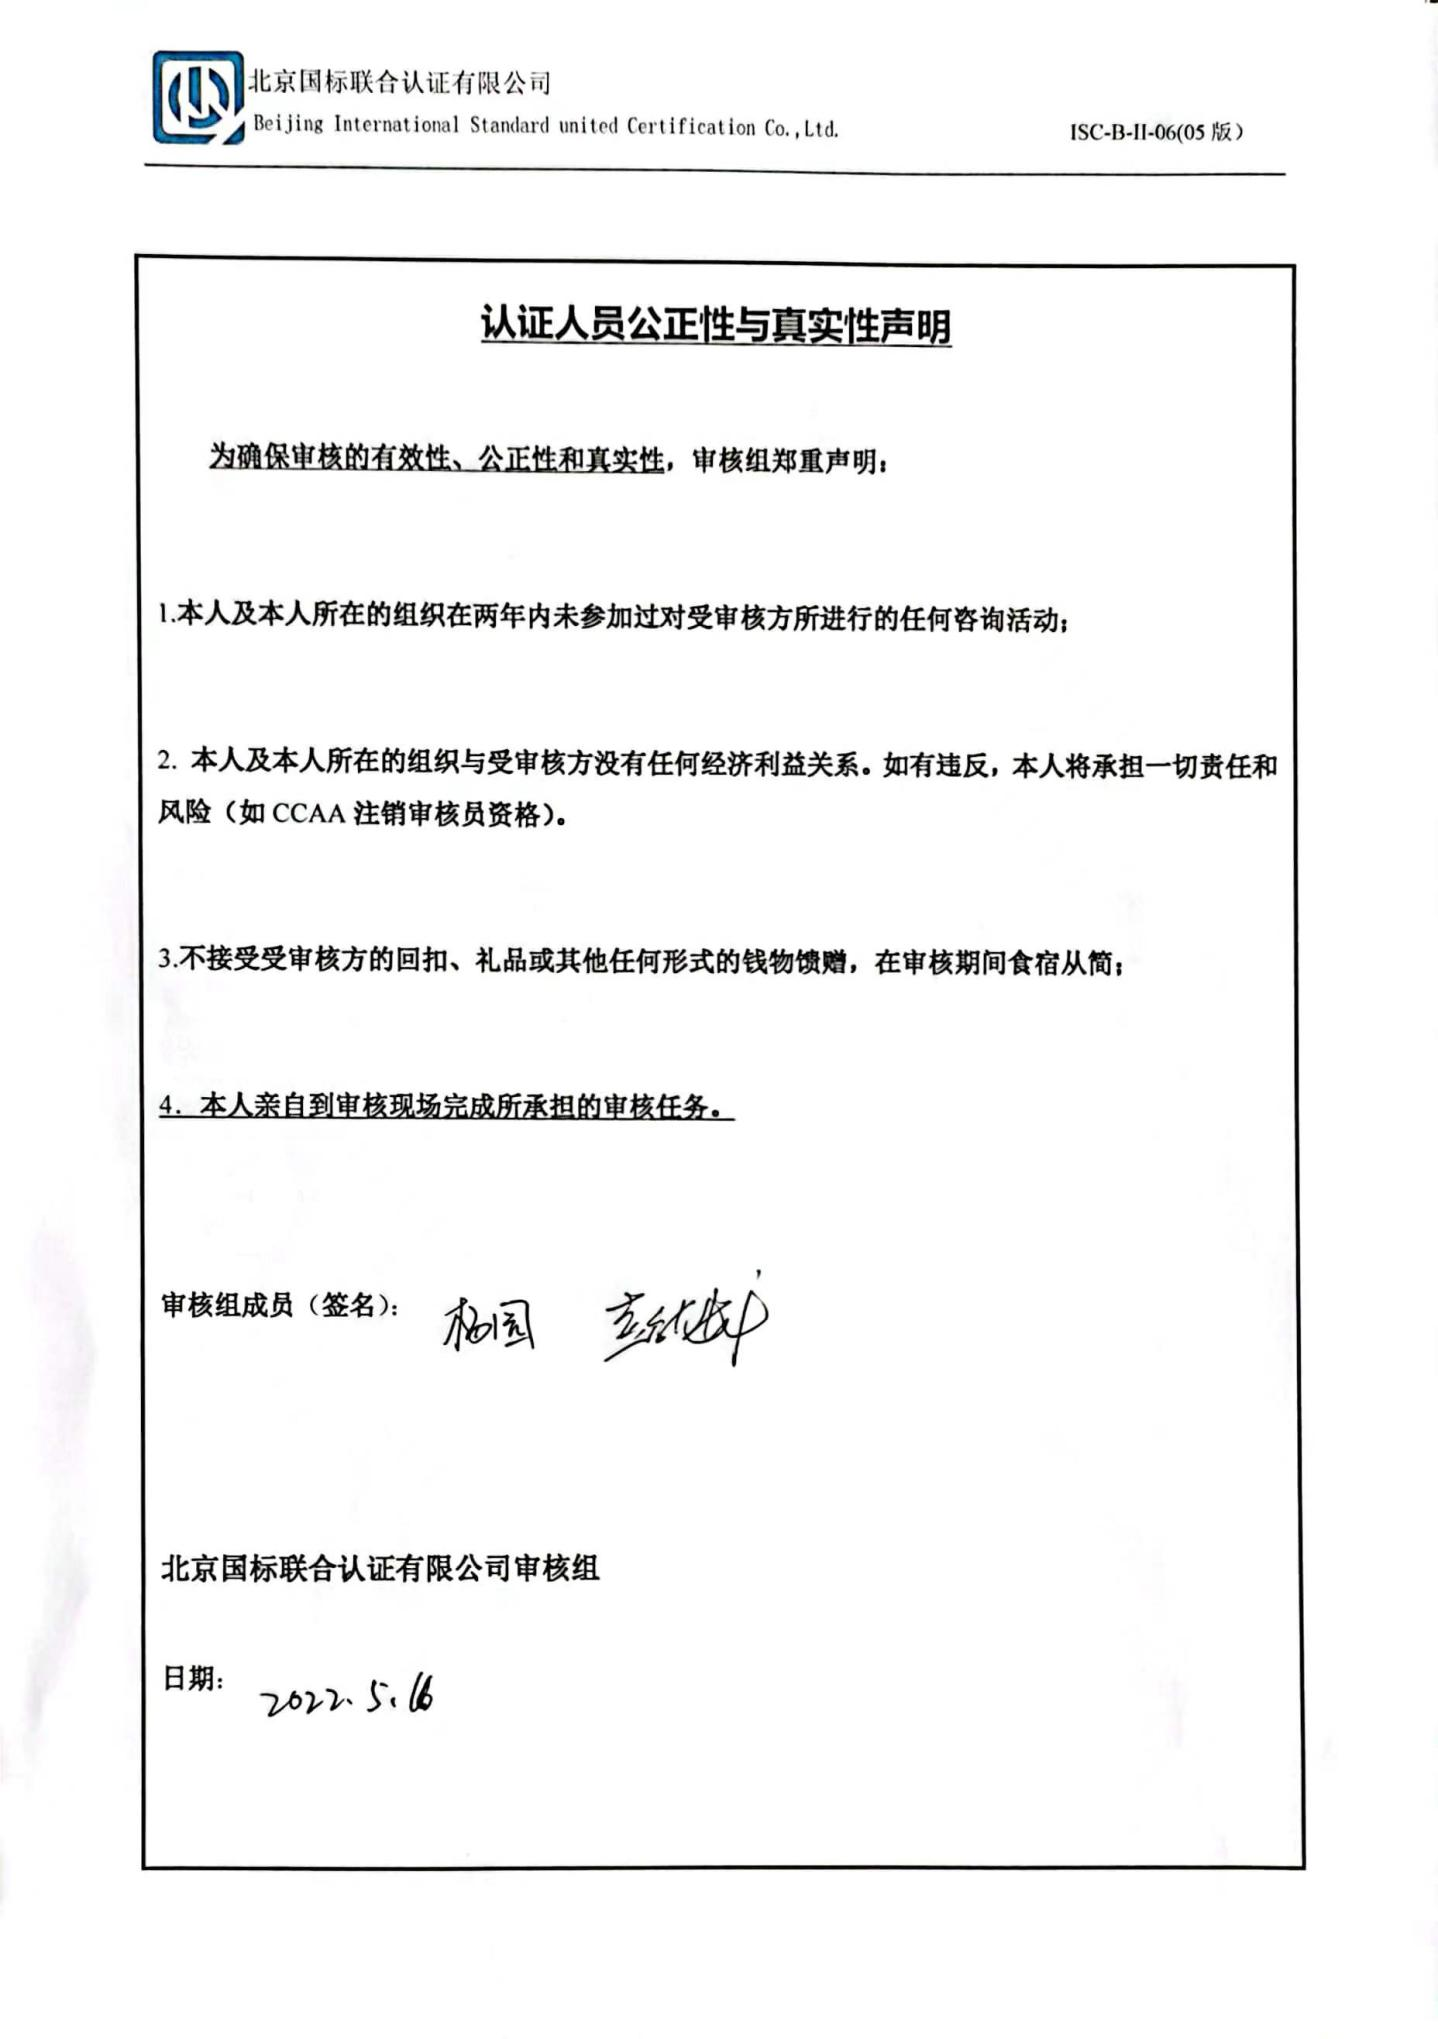 北京国标联合认证有限公司
Beijing International Standard united Certification Co.,Ltd.
ISC-B-II-06(05 版）
认证人员公正性与真实性声明
为确保审核的有效性、公正性和真实性，审核组郑重声明：
1.本人及本人所在的组织在两年内未参加过对受审核方所进行的任何咨询活动；
2. 本人及本人所在的组织与受审核方没有任何经济利益关系。如有违反，本人将承担一切责任和
风险（如 CCAA 注销审核员资格）。
3.不接受受审核方的回扣、礼品或其他任何形式的钱物馈赠，在审核期间食宿从简；
4．本人亲自到审核现场完成所承担的审核任务。
审核组成员（签名）：
北京国标联合认证有限公司审核组
日期： 2022.5.16